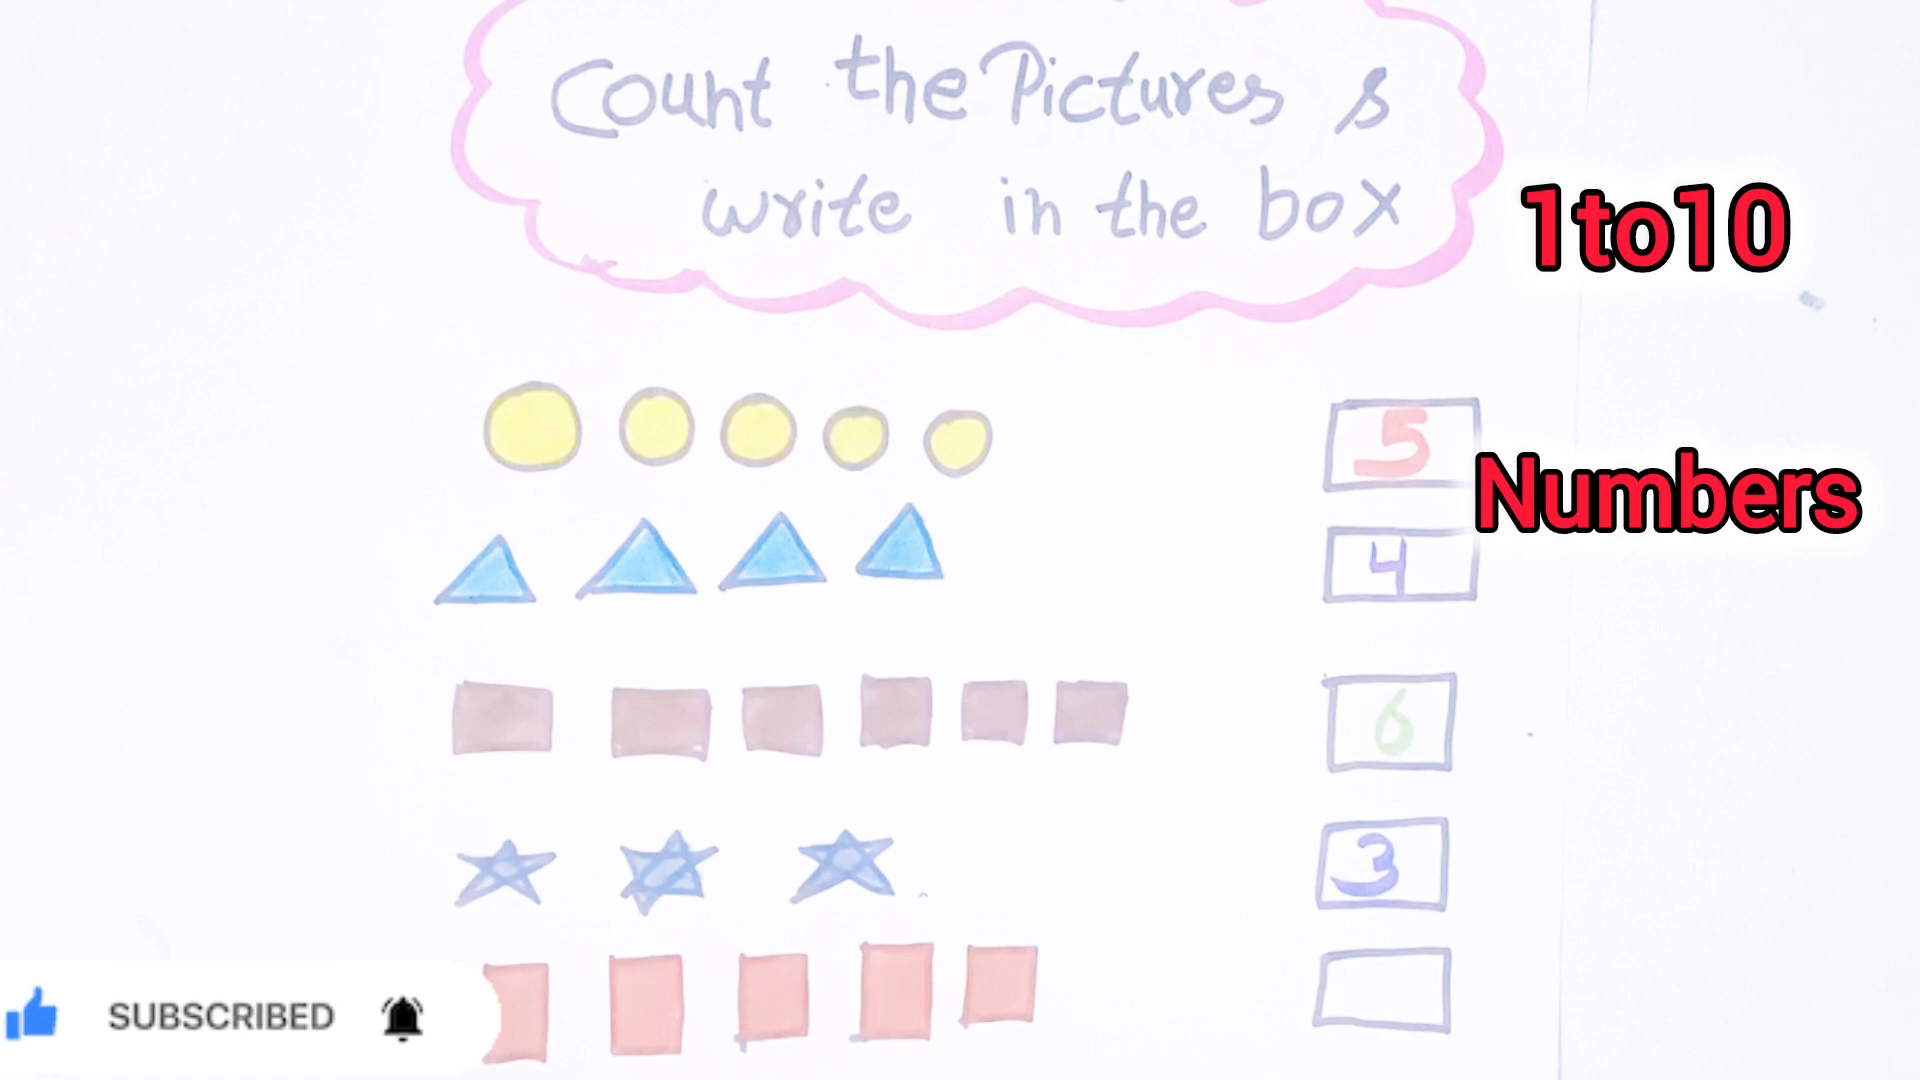 Count the Pictures s
write in the box
1to10
5
Numbers
4
6
3
SUBSCRIBED